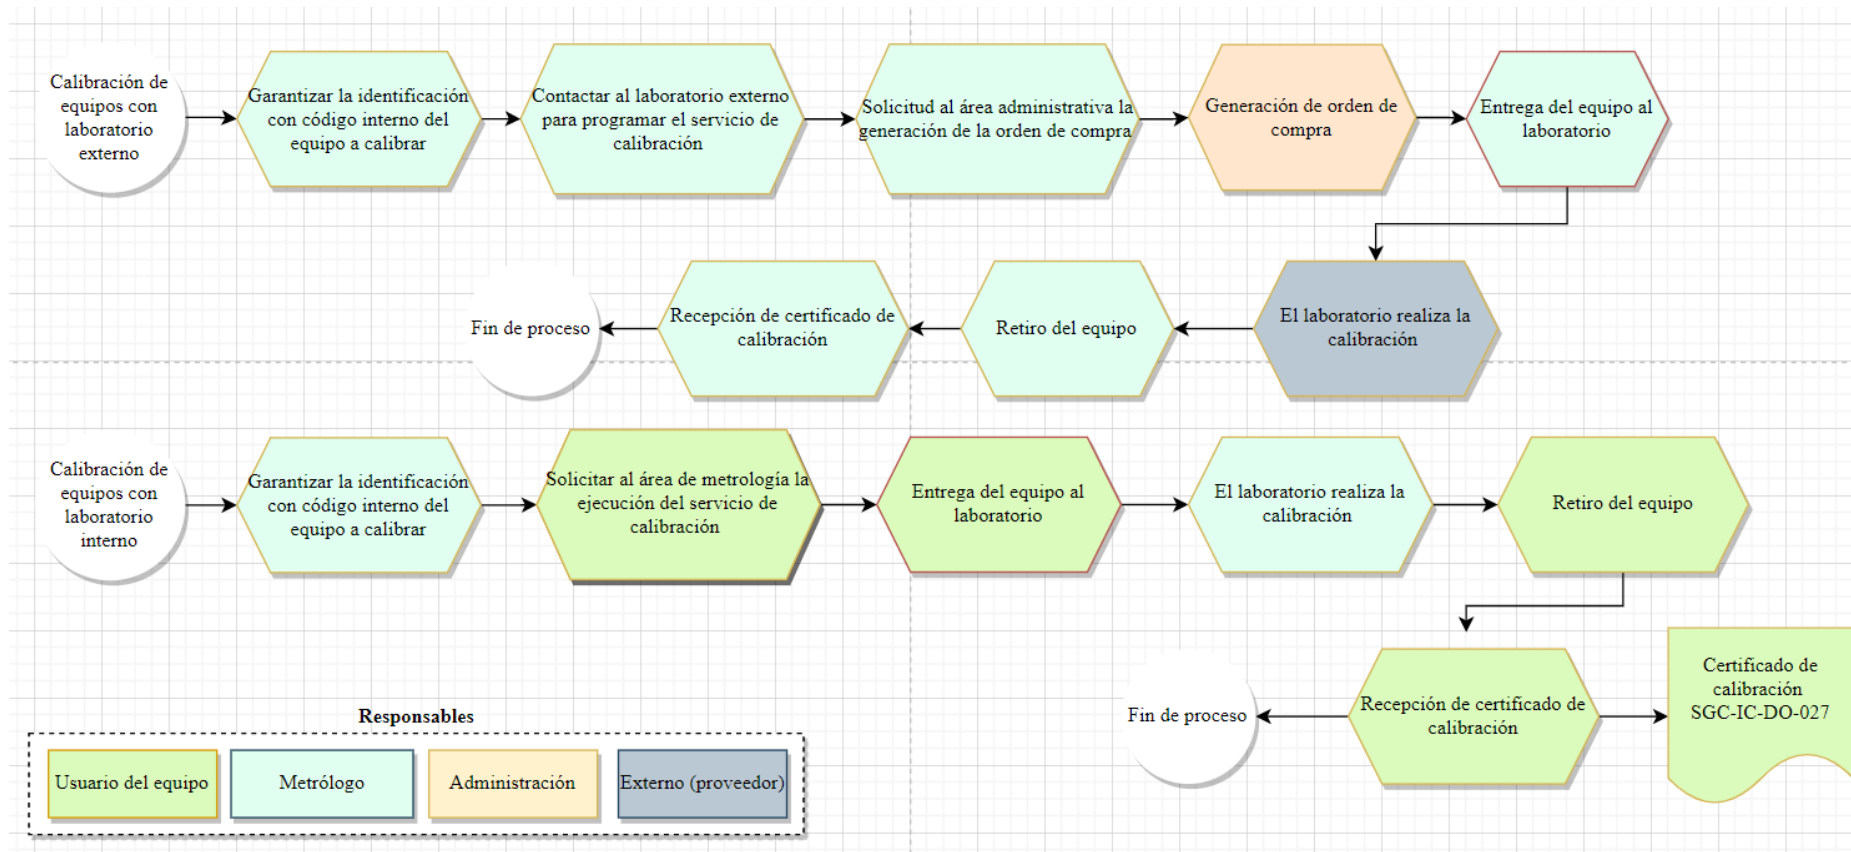 Calibración de
equipos con
laboratorio
externo
Garantizar la identificación
con código interno del
equipo a calibrar
Contactar al laboratorio externo
para programar el servicio de
calibración
Solicitud al área administrativa la
generación de la orden de compra
Generación de orden de
compra
Entrega del equipo al
laboratorio
Fin de proceso
Recepción de certificado de
calibración
Retiro del equipo
El laboratorio realiza la
calibración
Calibración de
equipos con
laboratorio
interno
Garantizar la identificación
con código interno del
equipo a calibrar
Solicitar al área de metrología la
ejecución del servicio de
calibración
Entrega del equipo al
laboratorio
El laboratorio realiza la
calibración
Retiro del equipo
Fin de proceso
Recepción de certificado de
calibración
Certificado de
calibración
SGC-IC-DO-027
Responsables
Usuario del equipo
Metrólogo
Administración
Externo (proveedor)